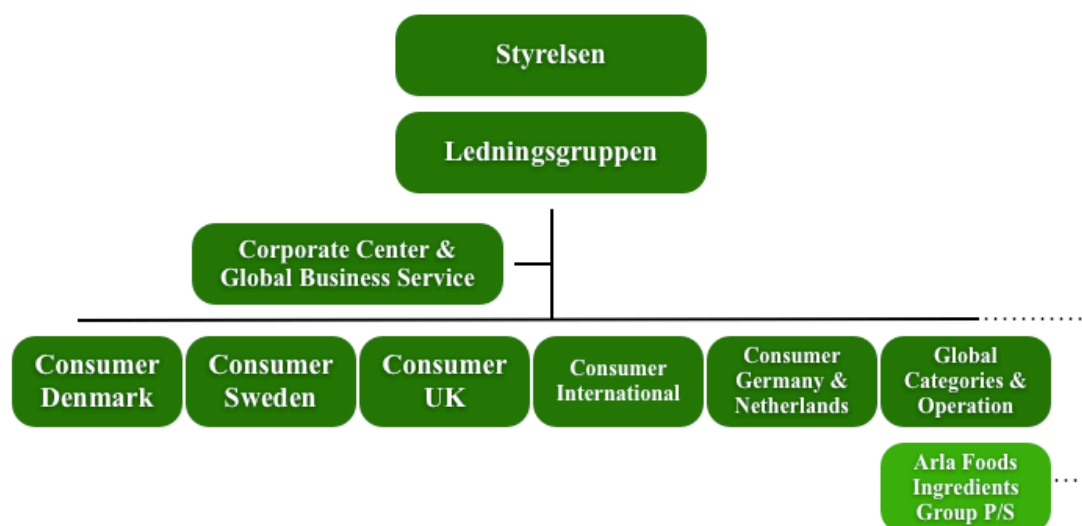 Styrelsen
Ledningsgruppen
Corporate Center &
Global Business Service
Consumer
Denmark
Consumer
Sweden
Consumer
UK
Consumer
International
Consumer
Germany &
Netherlands
Global
Categories &
Operation
Arla Foods
Ingredients
Group P/S